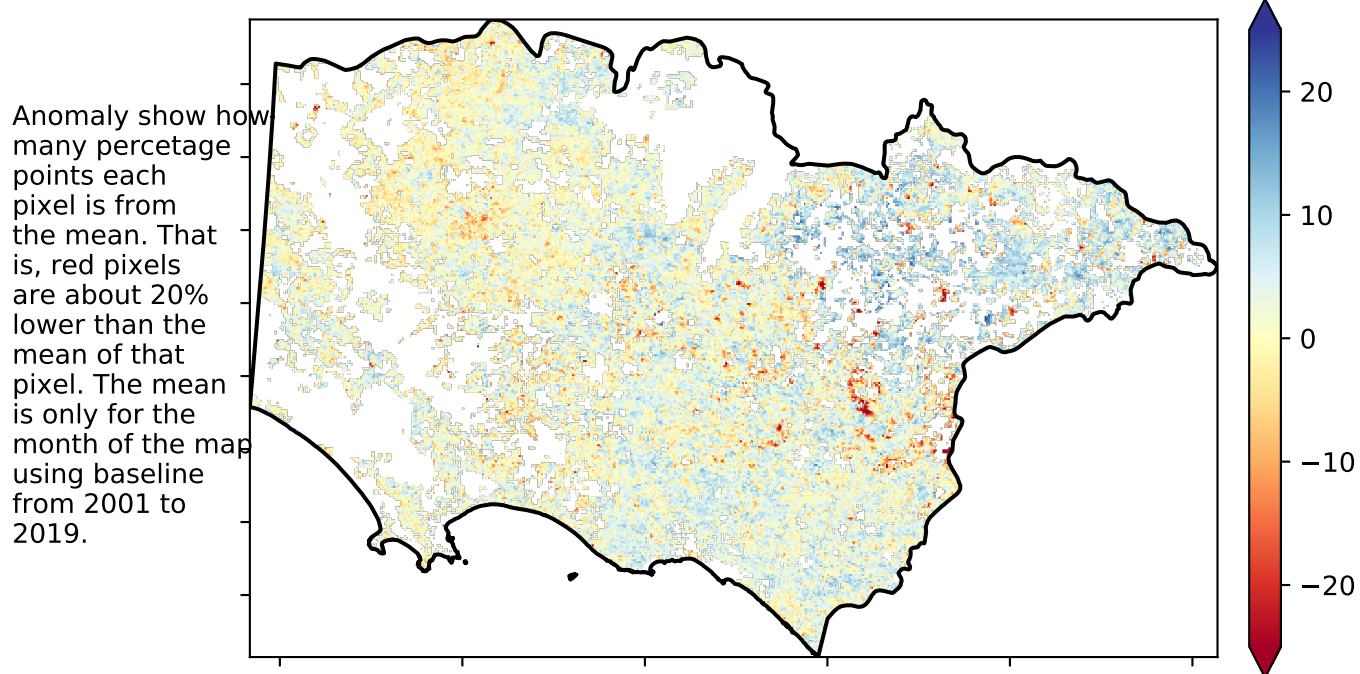 Anomaly show how
many percetage
points each
pixel is from
the mean. That
is, red pixels
are about 20%
lower than the
mean of that
pixel. The mean
is only for the
month of the map
using baseline
from 2001 to
2019.
20
10
0
−10
−20